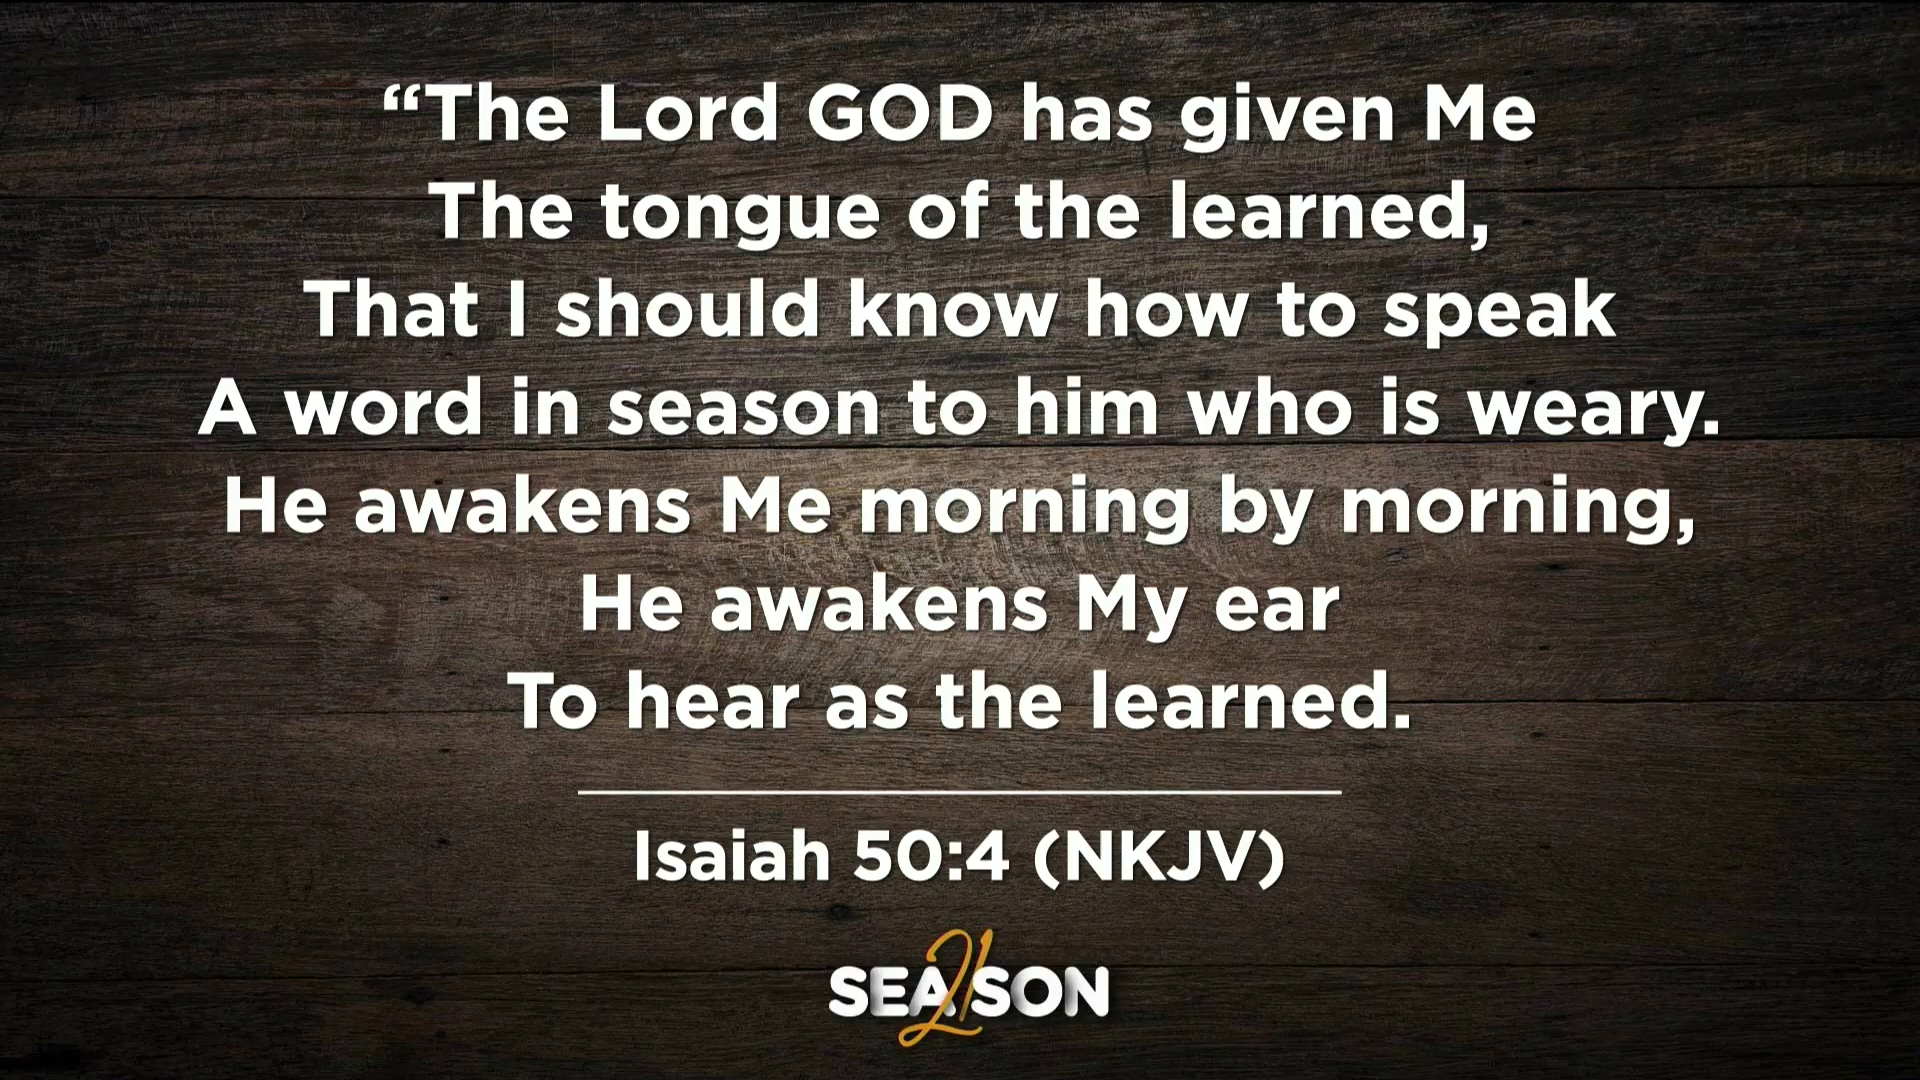 “The Lord GOD has given Me
The tongue of the learned,
That I should know how to speak
A word in season to him who is weary.
He awakens Me morning by morning,
He awakens My ear
To hear as the learned.
Isaiah 50:4 (NKJV)
SEA21SON